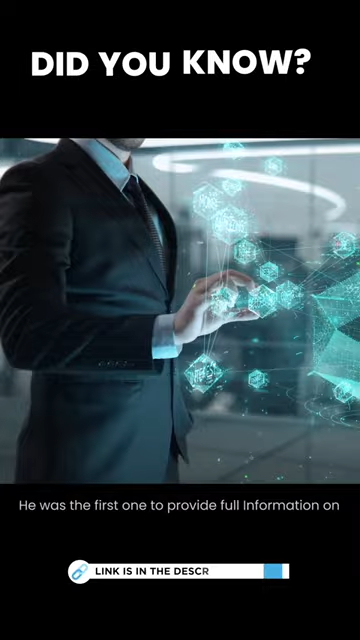 DID YOU KNOW?
He was the first one to provide full Information on
LINK IS IN THE DESCR